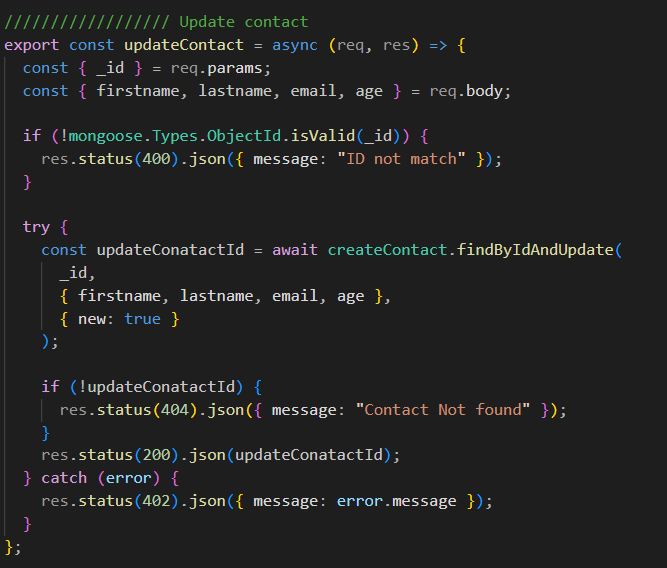 ////////////////// Update contact
export const updateContact = async (req, res) => {
  const { _id } = req.params;
  const { firstname, lastname, email, age } = req.body;

  if (!mongoose.Types.ObjectId.isValid(_id)) {
    res.status(400).json({ message: "ID not match" });
  }

  try {
    const updateConatactId = await createContact.findByIdAndUpdate(
      _id,
      { firstname, lastname, email, age },
      { new: true }
    );

    if (!updateConatactId) {
      res.status(404).json({ message: "Contact Not found" });
    }
    res.status(200).json(updateConatactId);
  } catch (error) {
    res.status(402).json({ message: error.message });
  }
};